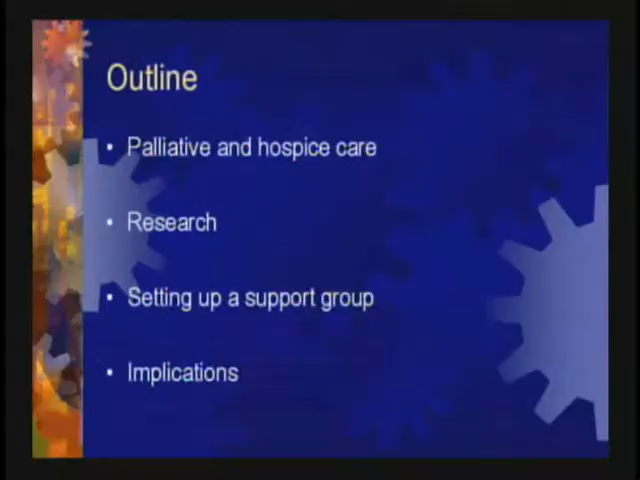 Outline
• Palliative and hospice care
• Research
• Setting up a support group
• Implications